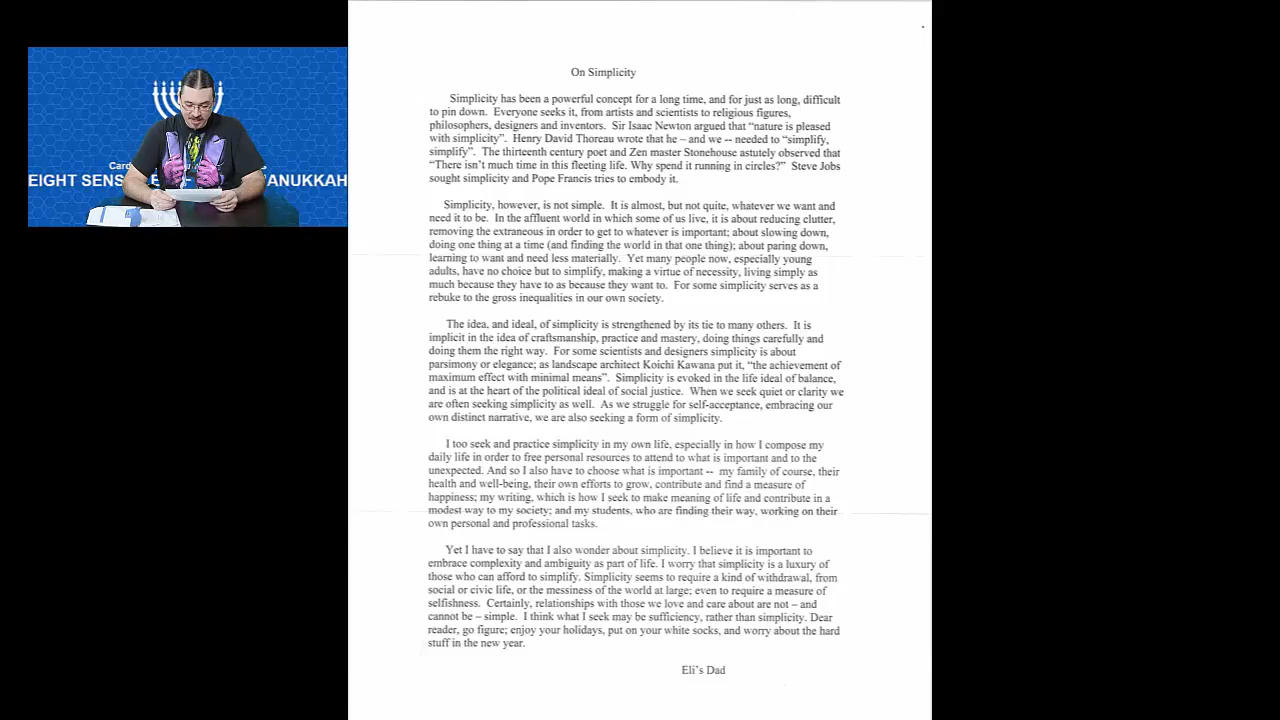 On Simplicity
Simplicity has been a powerful concept for a long time, and for just as long, difficult
to pin down. Everyone seeks it, from artists and scientists to religious figures,
philosophers, designers and inventors. Sir Isaac Newton argued that “nature is pleased
with simplicity”. Henry David Thoreau wrote that he – and we -- needed to “simplify,
simplify”. The thirteenth century poet and Zen master Stonehouse astutely observed that
“There isn’t much time in this fleeting life. Why spend it running in circles?” Steve Jobs
sought simplicity and Pope Francis tries to embody it.
Simplicity, however, is not simple. It is almost, but not quite, whatever we want and
need it to be. In the affluent world in which some of us live, it is about reducing clutter,
removing the extraneous in order to get to whatever is important; about slowing down,
doing one thing at a time (and finding the world in that one thing); about paring down,
learning to want and need less materially. Yet many people now, especially young
adults, have no choice but to simplify, making a virtue of necessity, living simply as
much because they have to as because they want to. For some simplicity serves as a
rebuke to the gross inequalities in our own society.
The idea, and ideal, of simplicity is strengthened by its tie to many others. It is
implicit in the idea of craftsmanship, practice and mastery, doing things carefully and
doing them the right way. For some scientists and designers simplicity is about
parsimony or elegance; as landscape architect Koichi Kawana put it, “the achievement of
maximum effect with minimal means”. Simplicity is evoked in the life ideal of balance,
and is at the heart of the political ideal of social justice. When we seek quiet or clarity we
are often seeking simplicity as well. As we struggle for self-acceptance, embracing our
own distinct narrative, we are also seeking a form of simplicity.
I too seek and practice simplicity in my own life, especially in how I compose my
daily life in order to free personal resources to attend to what is important and to the
unexpected. And so I also have to choose what is important -- my family of course, their
health and well-being, their own efforts to grow, contribute and find a measure of
happiness; my writing, which is how I seek to make meaning of life and contribute in a
modest way to my society; and my students, who are finding their way, working on their
own personal and professional tasks.
Yet I have to say that I also wonder about simplicity. I believe it is important to
embrace complexity and ambiguity as part of life. I worry that simplicity is a luxury of
those who can afford to simplify. Simplicity seems to require a kind of withdrawal, from
social or civic life, or the messiness of the world at large; even to require a measure of
selfishness. Certainly, relationships with those we love and care about are not – and
cannot be – simple. I think what I seek may be sufficiency, rather than simplicity. Dear
reader, go figure; enjoy your holidays, put on your white socks, and worry about the hard
stuff in the new year.
Eli’s Dad
EIGHT